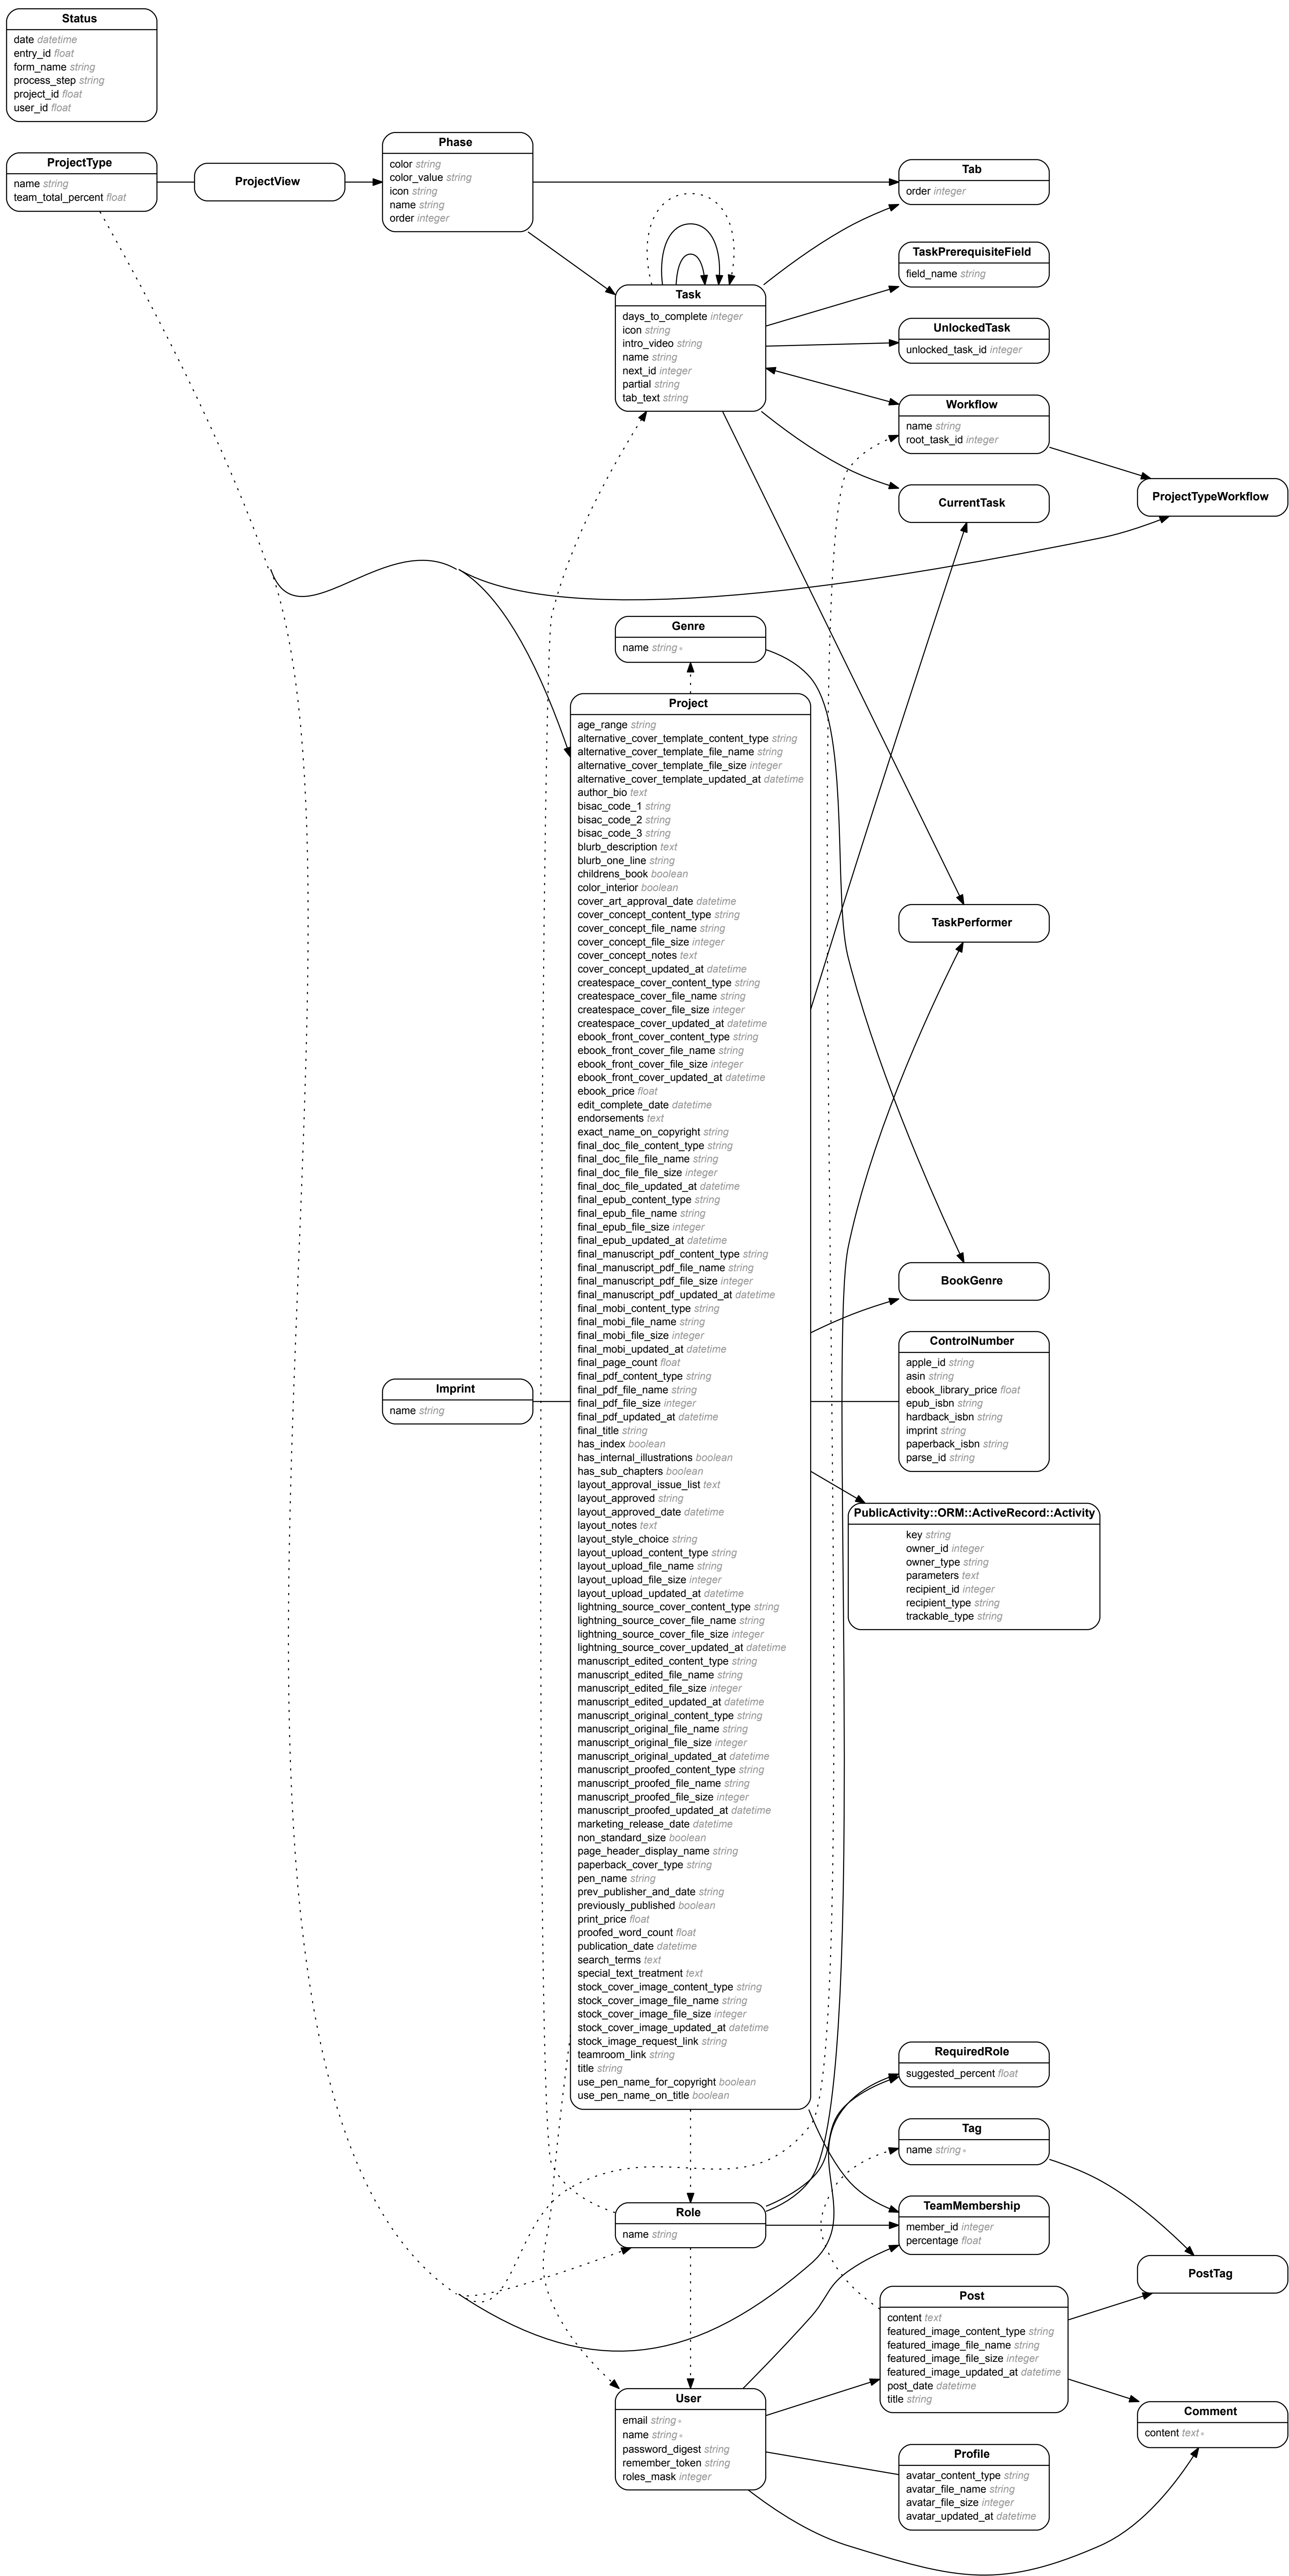 Status
date datetime
entry_id float
form_name string
process_step string
project_id float
user_id float
ProjectType
name string
team_total_percent float
ProjectView
Phase
color string
color_value string
icon string
name string
order integer
Tab
order integer
TaskPrerequisiteField
field_name string
Task
days_to_complete integer
icon string
intro_video string
name string
next_id integer
partial string
tab_text string
UnlockedTask
unlocked_task_id integer
Workflow
name string
root_task_id integer
CurrentTask
ProjectTypeWorkflow
Genre
name string *
Project
age_range string
alternative_cover_template_content_type string
alternative_cover_template_file_name string
alternative_cover_template_file_size integer
alternative_cover_template_updated_at datetime
author_bio text
bisac_code_1 string
bisac_code_2 string
bisac_code_3 string
blurb_description text
blurb_one_line string
childrens_book boolean
color_interior boolean
cover_art_approval_date datetime
cover_concept_content_type string
cover_concept_file_name string
cover_concept_file_size integer
cover_concept_notes text
cover_concept_updated_at datetime
createspace_cover_content_type string
createspace_cover_file_name string
createspace_cover_file_size integer
createspace_cover_updated_at datetime
ebook_front_cover_content_type string
ebook_front_cover_file_name string
ebook_front_cover_file_size integer
ebook_front_cover_updated_at datetime
ebook_price float
edit_complete_date datetime
endorsements text
exact_name_on_copyright string
final_doc_file_content_type string
final_doc_file_file_name string
final_doc_file_file_size integer
final_doc_file_updated_at datetime
final_epub_content_type string
final_epub_file_name string
final_epub_file_size integer
final_epub_updated_at datetime
final_manuscript_pdf_content_type string
final_manuscript_pdf_file_name string
final_manuscript_pdf_file_size integer
final_manuscript_pdf_updated_at datetime
final_mobi_content_type string
final_mobi_file_name string
final_mobi_file_size integer
final_mobi_updated_at datetime
final_page_count float
final_pdf_content_type string
final_pdf_file_name string
final_pdf_file_size integer
final_pdf_updated_at datetime
final_title string
has_index boolean
has_internal_illustrations boolean
has_sub_chapters boolean
layout_approval_issue_list text
layout_approved string
layout_approved_date datetime
layout_notes text
layout_style_choice string
layout_upload_content_type string
layout_upload_file_name string
layout_upload_file_size integer
layout_upload_updated_at datetime
lightning_source_cover_content_type string
lightning_source_cover_file_name string
lightning_source_cover_file_size integer
lightning_source_cover_updated_at datetime
manuscript_edited_content_type string
manuscript_edited_file_name string
manuscript_edited_file_size integer
manuscript_edited_updated_at datetime
manuscript_original_content_type string
manuscript_original_file_name string
manuscript_original_file_size integer
manuscript_original_updated_at datetime
manuscript_proofed_content_type string
manuscript_proofed_file_name string
manuscript_proofed_file_size integer
manuscript_proofed_updated_at datetime
marketing_release_date datetime
non_standard_size boolean
page_header_display_name string
paperback_cover_type string
pen_name string
prev_publisher_and_date string
previously_published boolean
print_price float
proofed_word_count float
publication_date datetime
search_terms text
special_text_treatment text
stock_cover_image_content_type string
stock_cover_image_file_name string
stock_cover_image_file_size integer
stock_cover_image_updated_at datetime
stock_image_request_link string
teamroom_link string
title string
use_pen_name_for_copyright boolean
use_pen_name_on_title boolean
TaskPerformer
BookGenre
Imprint
name string
ControlNumber
apple_id string
asin string
ebook_library_price float
epub_isbn string
hardback_isbn string
imprint string
paperback_isbn string
parse_id string
PublicActivity::ORM::ActiveRecord::Activity
key string
owner_id integer
owner_type string
parameters text
recipient_id integer
recipient_type string
trackable_type string
RequiredRole
suggested_percent float
Tag
name string *
Role
name string
TeamMembership
member_id integer
percentage float
PostTag
Post
content text
featured_image_content_type string
featured_image_file_name string
featured_image_file_size integer
featured_image_updated_at datetime
post_date datetime
title string
User
email string *
name string *
password_digest string
remember_token string
roles_mask integer
Comment
content text *
Profile
avatar_content_type string
avatar_file_name string
avatar_file_size integer
avatar_updated_at datetime